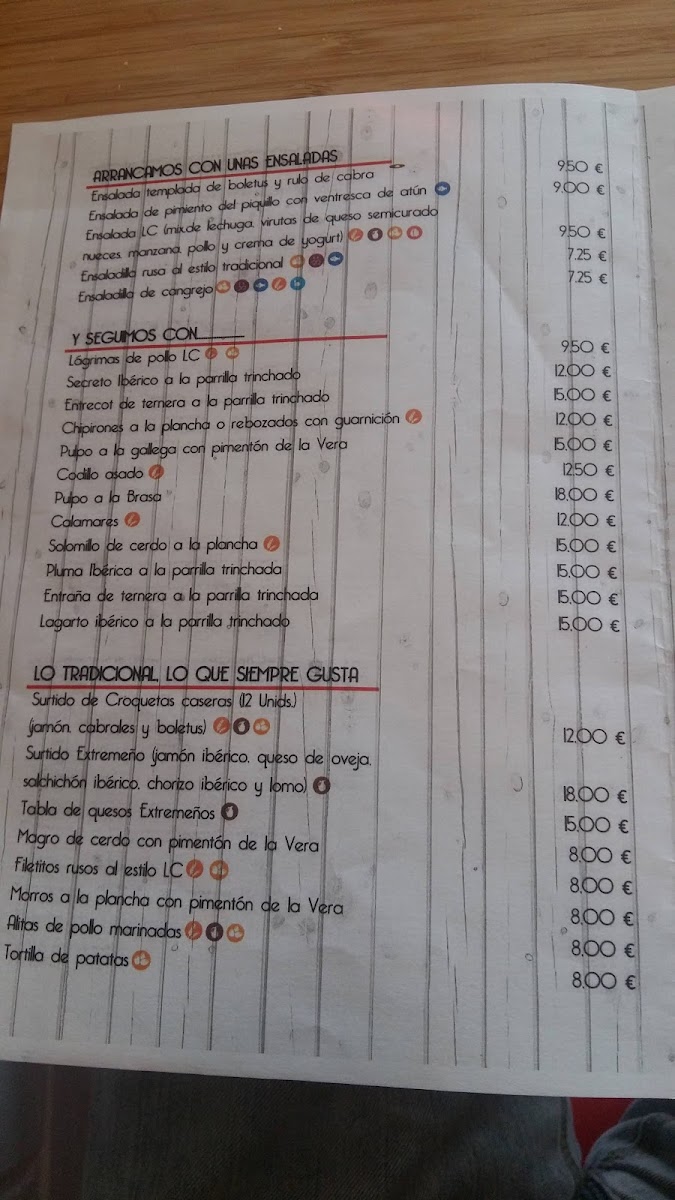 ARRANCAMOS CON UNAS ENSALADAS
Ensalada templada de boletus y rulo de cabra 9,50 €
Ensalada de pimiento del piquillo con ventresca de atún 9,00 €
Ensalada LC (mix.de lechuga, virutas de queso semicurado
nueces, manzana, pollo y crema de yogurt) 9,50 €
Ensaladilla rusa al estilo tradicional 7,25 €
Ensaladilla de cangrejo 7,25 €
Y SEGUIMOS CON...........
Lágrimas de pollo LC 9,50 €
Secreto Ibérico a la parrilla trinchado 12,00 €
Entrecot de ternera a la parrilla trinchado 15,00 €
Chipirones a la plancha o rebozados con guarnición 12,00 €
Pulpo a la gallega con pimentón de la Vera 15,00 €
Codillo asado 12,50 €
Pulpo a la Brasa 18,00 €
Calamares 12,00 €
Solomillo de cerdo a la plancha 15,00 €
Pluma Ibérica a la parrilla trinchada 15,00 €
Entraña de ternera a la parrilla trinchada 15,00 €
Lagarto ibérico a la parrilla trinchado 15,00 €
LO TRADICIONAL, LO QUE SIEMPRE GUSTA
Surtido de Croquetas caseras (12 Unids.)
(jamón, cabrales y boletus) 12,00 €
Surtido Extremeño (jamón ibérico, queso de oveja,
salchichón ibérico, chorizo ibérico y lomo) 18,00 €
Tabla de quesos Extremeños 15,00 €
Magro de cerdo con pimentón de la Vera 8,00 €
Filetitos rusos al estilo LC 8,00 €
Morros a la plancha con pimentón de la Vera 8,00 €
Alitas de pollo marinadas 8,00 €
Tortilla de patatas 8,00 €